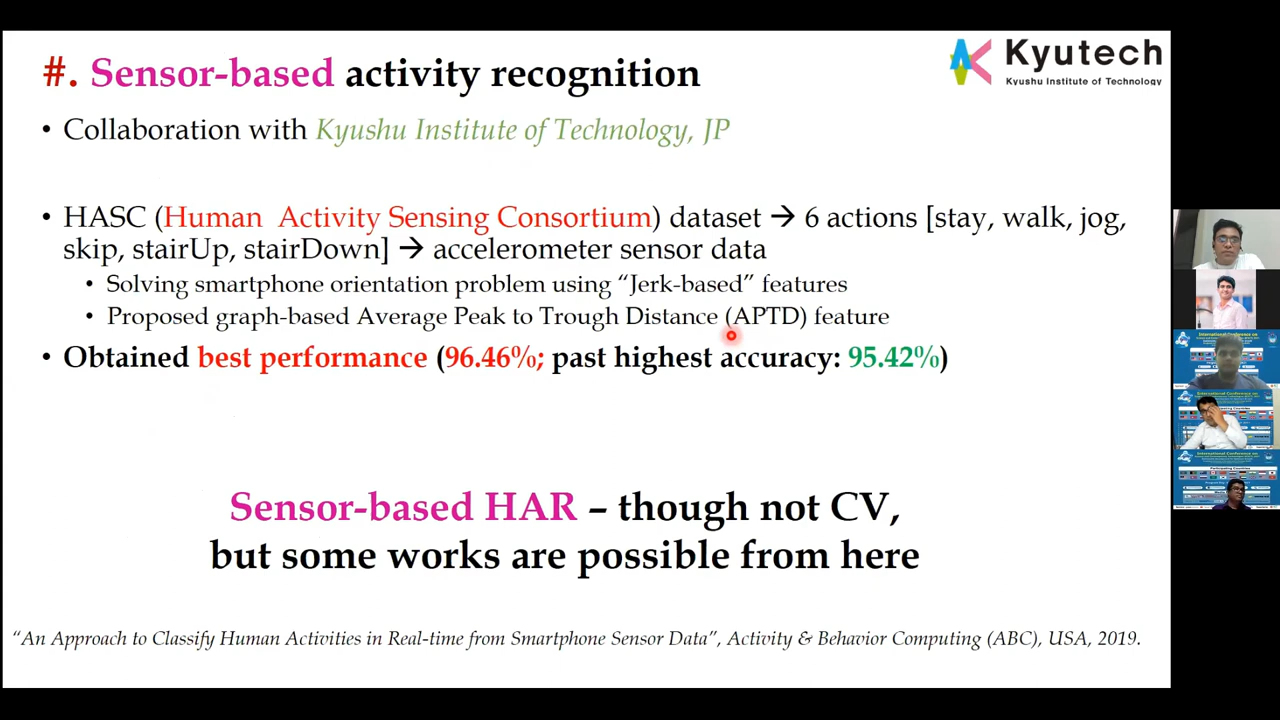 #. Sensor-based activity recognition
Kyutech
Kyushu Institute of Technology
• Collaboration with Kyushu Institute of Technology, JP
• HASC (Human Activity Sensing Consortium) dataset → 6 actions [stay, walk, jog,
skip, stairUp, stairDown] → accelerometer sensor data
• Solving smartphone orientation problem using “Jerk-based” features
• Proposed graph-based Average Peak to Trough Distance (APTD) feature
• Obtained best performance (96.46%; past highest accuracy: 95.42%)
Sensor-based HAR – though not CV,
but some works are possible from here
“An Approach to Classify Human Activities in Real-time from Smartphone Sensor Data”, Activity & Behavior Computing (ABC), USA, 2019.
International Conference
Participating Countries